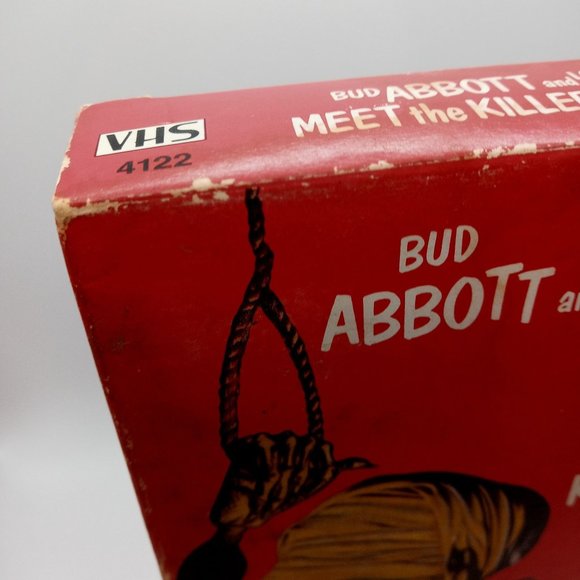 VHS
4122
BUD ABBOTT and
MEET the KILLE
BUD
ABBOTT